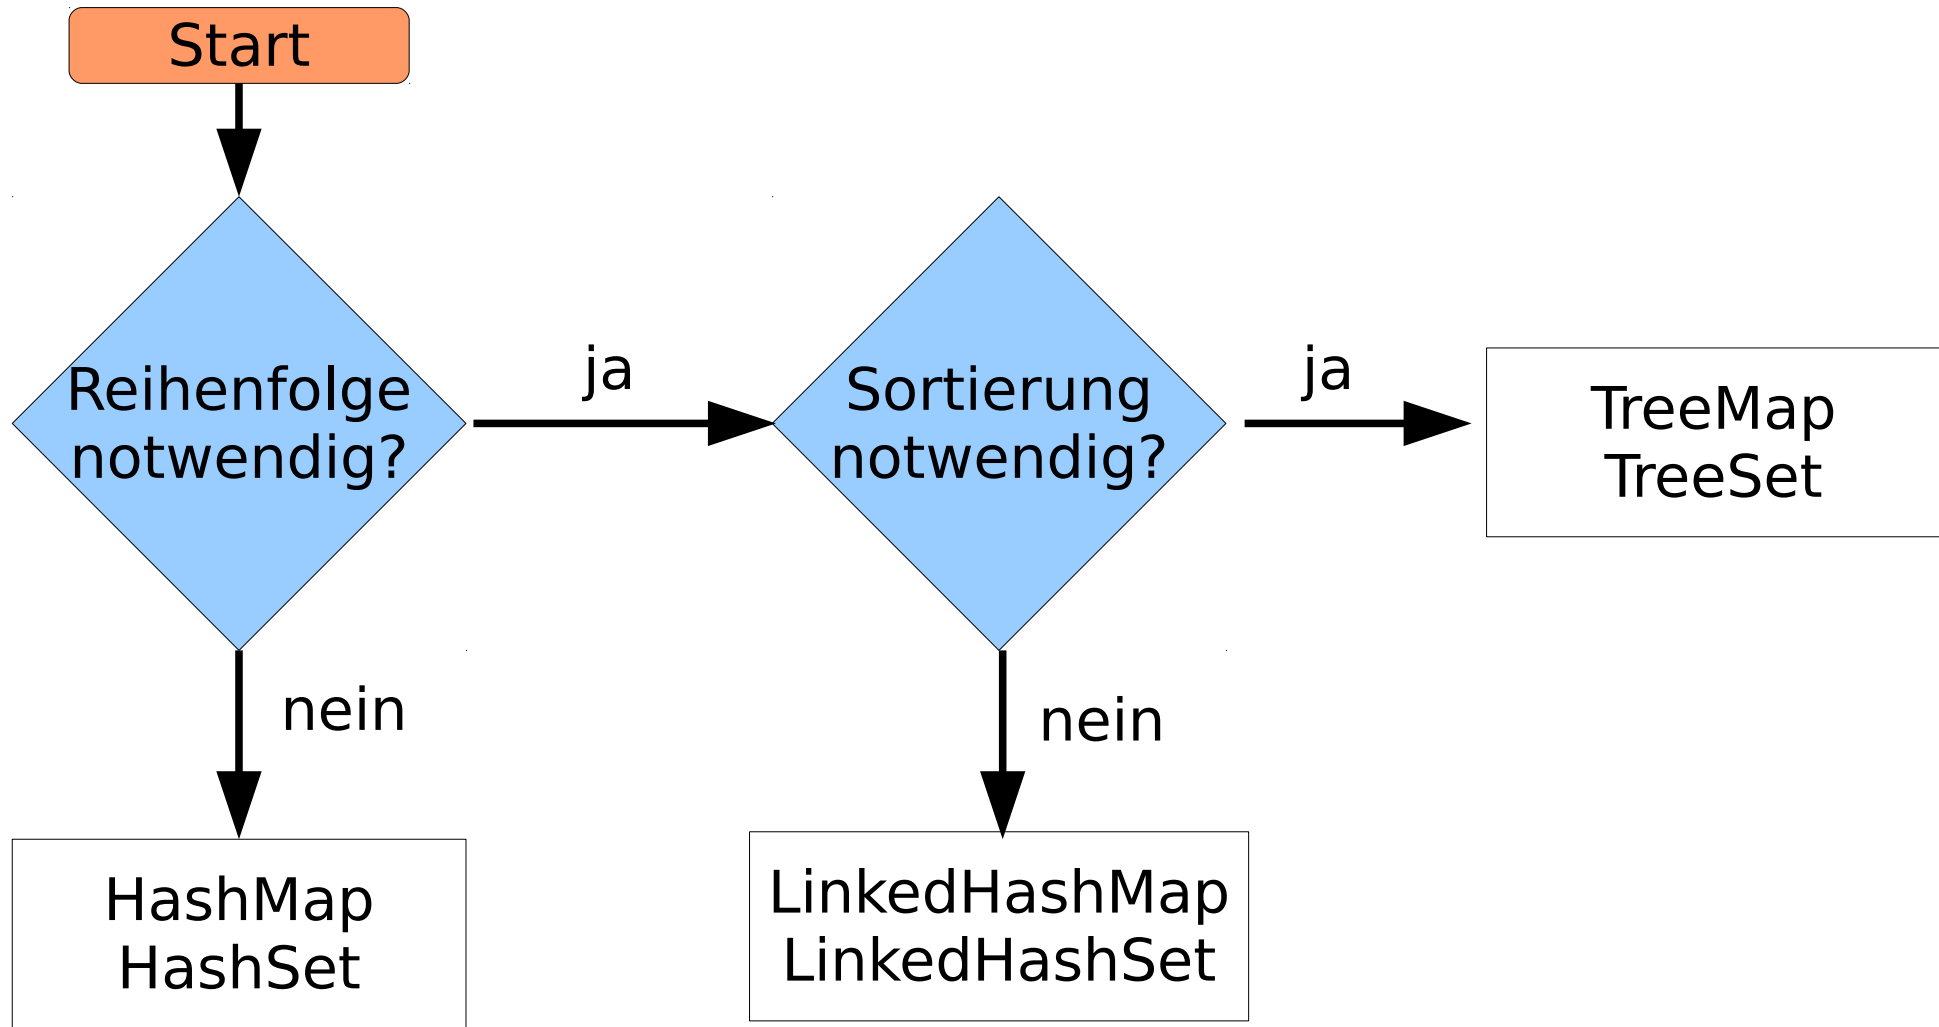 Start
Reihenfolge
notwendig?
ja
Sortierung
notwendig?
ja
TreeMap
TreeSet
nein
nein
HashMap
HashSet
LinkedHashMap
LinkedHashSet